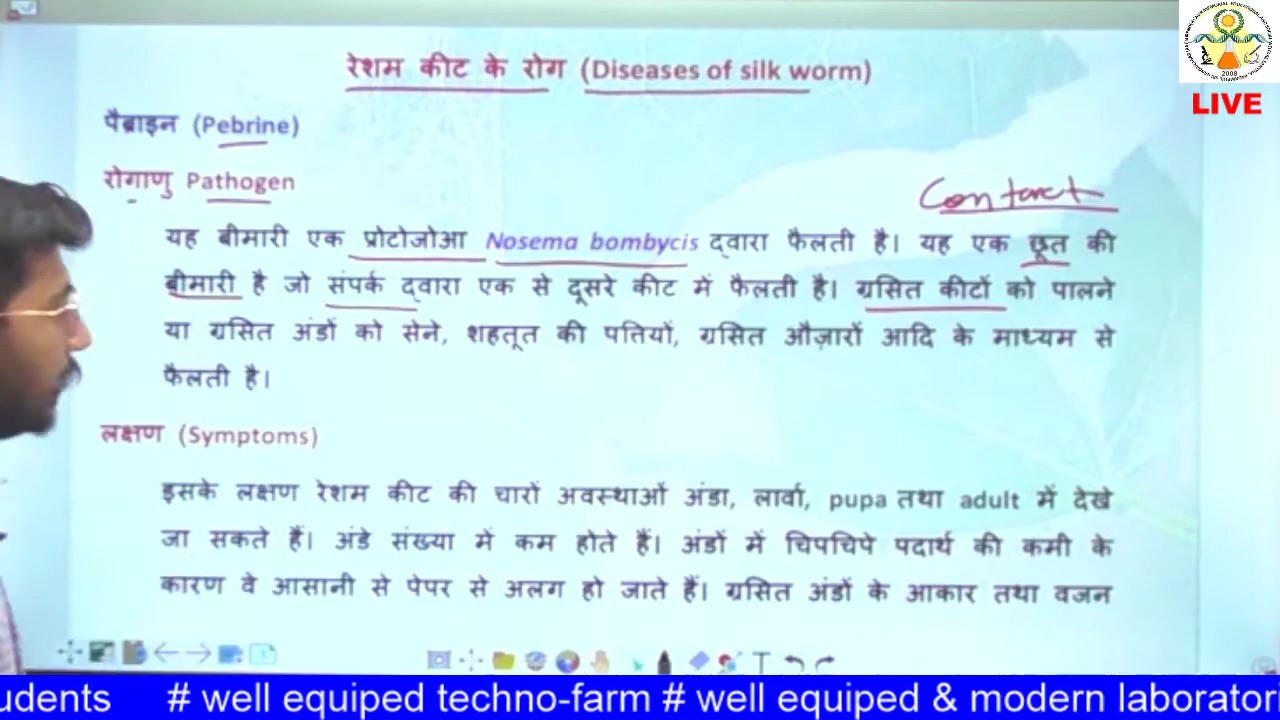 रेशम कीट के रोग (Diseases of silk worm)
LIVE
पैब्राइन (Pebrine)
रोगाणु Pathogen
Contact
यह बीमारी एक प्रोटोजोआ Nosema bombycis द्वारा फैलती है। यह एक छूत की
बीमारी है जो संपर्क द्वारा एक से दूसरे कीट में फैलती है। ग्रसित कीटों को पालने
या ग्रसित अंडों को सेने, शहतूत की पत्तियों, ग्रसित औज़ारों आदि के माध्यम से
फैलती है।
लक्षण (Symptoms)
इसके लक्षण रेशम कीट की चारों अवस्थाओं अंडा, लार्वा, pupa तथा adult में देखे
जा सकते हैं। अंडे संख्या में कम होते हैं। अंडों में चिपचिपे पदार्थ की कमी के
कारण वे आसानी से पेपर से अलग हो जाते हैं। ग्रसित अंडों के आकार तथा वजन
udents # well equiped techno-farm # well equiped & modern laboratori
2008